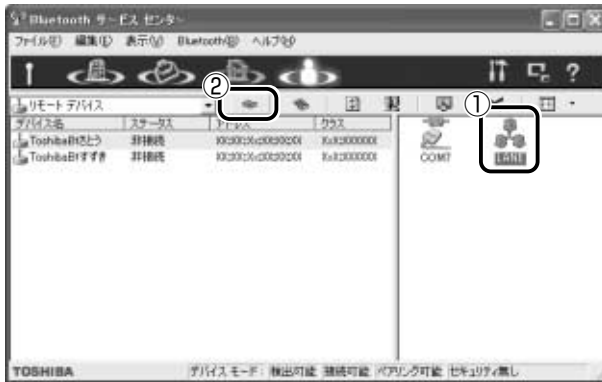 Bluetooth サービス センター
ファイル(F) 編集(E) 表示(V) Bluetooth(B) ヘルプ(H)
?
②
①
リモート デバイス
デバイス名 ステータス アドレス クラス
ToshibaBtさとう 非接続
ToshibaBtすずき 非接続
COM7 LAN1
TOSHIBA デバイス モード: 検出可能 接続可能 ペアリング可能 セキュリティ無し